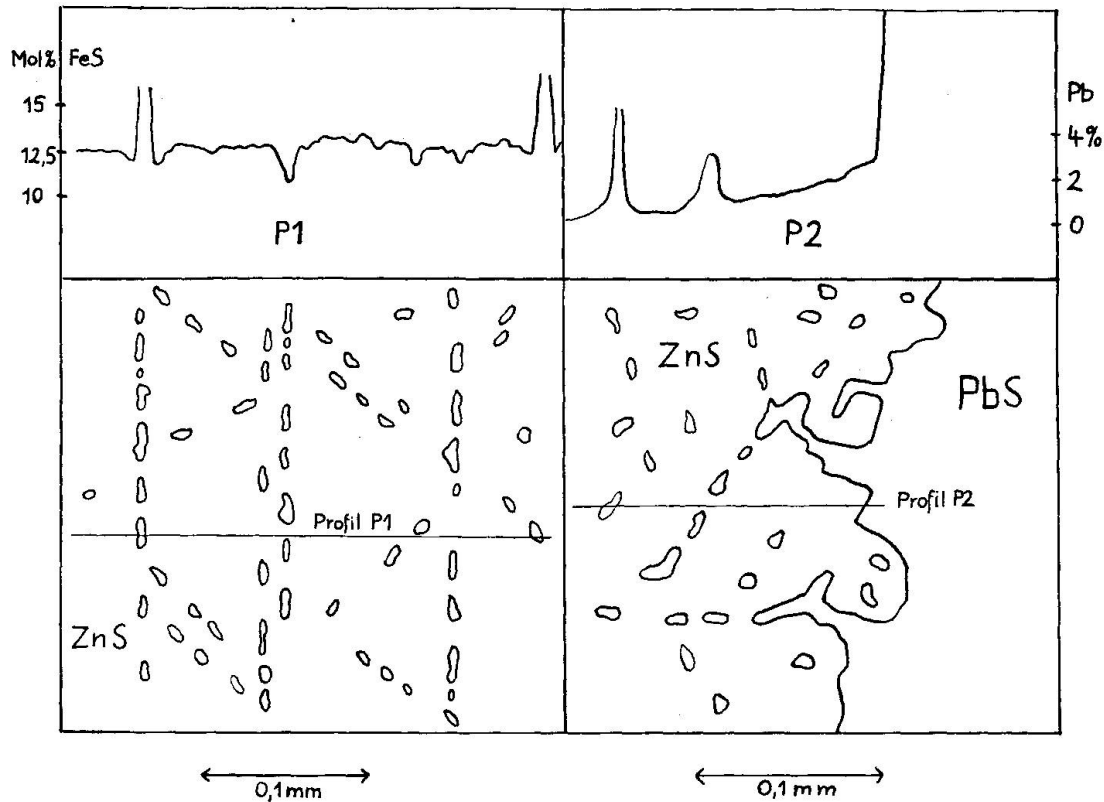 Mol% FeS
15
12,5
10
P1
Pb
4%
2
0
P2
Profil P1
ZnS
ZnS
PbS
Profil P2
0,1mm
0,1 mm